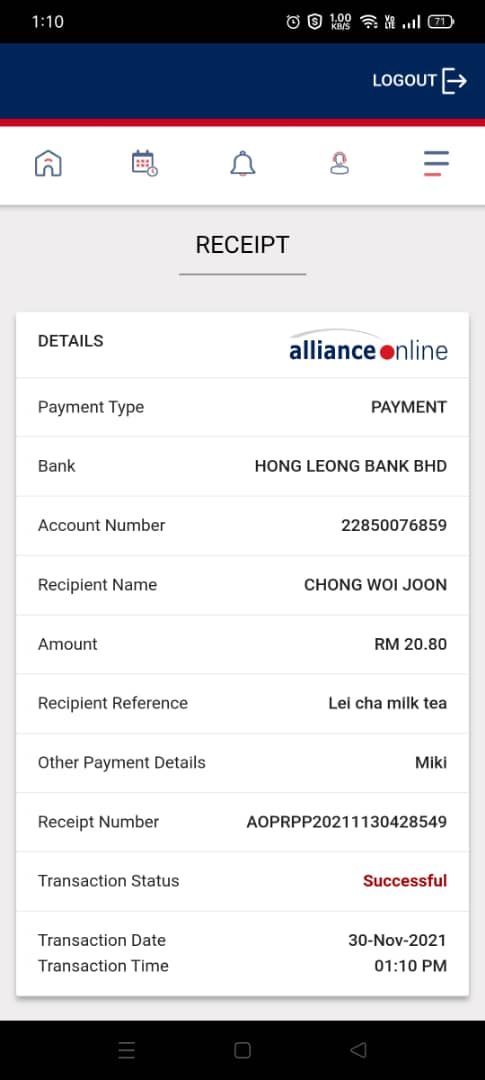 1:10
1.00 KB/S Vo LTE 71
LOGOUT
RECEIPT
DETAILS alliance online
Payment Type PAYMENT
Bank HONG LEONG BANK BHD
Account Number 22850076859
Recipient Name CHONG WOI JOON
Amount RM 20.80
Recipient Reference Lei cha milk tea
Other Payment Details Miki
Receipt Number AOPRPP20211130428549
Transaction Status Successful
Transaction Date 30-Nov-2021
Transaction Time 01:10 PM